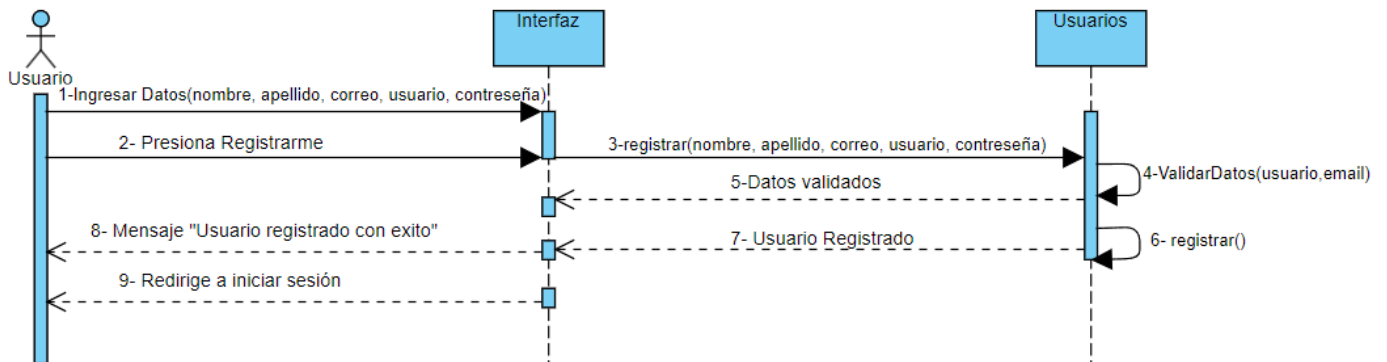 Interfaz
Usuarios
Usuario
1-Ingresar Datos(nombre, apellido, correo, usuario, contreseña)
2- Presiona Registrarme
3-registrar(nombre, apellido, correo, usuario, contreseña)
4-ValidarDatos(usuario,email)
5-Datos validados
8- Mensaje "Usuario registrado con exito"
7- Usuario Registrado
6- registrar()
9- Redirige a iniciar sesión